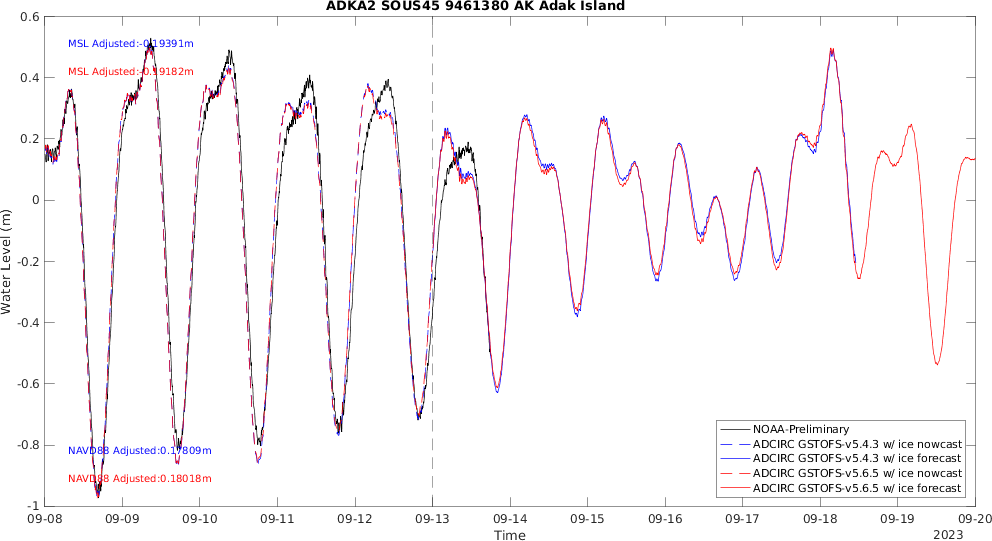 ADKA2 SOUS45 9461380 AK Adak Island
MSL Adjusted:-0.19391m
MSL Adjusted:-0.19182m
NAVD88 Adjusted:0.17809m
NAVD88 Adjusted:0.18018m
Water Level (m)
0.6
0.4
0.2
0
-0.2
-0.4
-0.6
-0.8
-1
NOAA-Preliminary
ADCIRC GSTOFS-v5.4.3 w/ ice nowcast
ADCIRC GSTOFS-v5.4.3 w/ ice forecast
ADCIRC GSTOFS-v5.6.5 w/ ice nowcast
ADCIRC GSTOFS-v5.6.5 w/ ice forecast
09-08 09-09 09-10 09-11 09-12 09-13 09-14 09-15 09-16 09-17 09-18 09-19 09-20
Time
2023